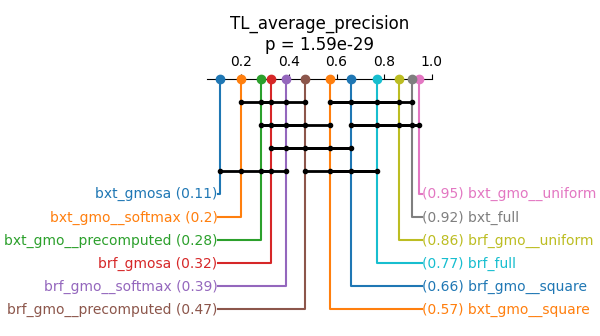 TL_average_precision
p = 1.59e-29
0.2 0.4 0.6 0.8 1.0
bxt_gmosa (0.11) (0.95) bxt_gmo__uniform
bxt_gmo__softmax (0.2) (0.92) bxt_full
bxt_gmo__precomputed (0.28) (0.86) brf_gmo__uniform
brf_gmosa (0.32) (0.77) brf_full
brf_gmo__softmax (0.39) (0.66) brf_gmo__square
brf_gmo__precomputed (0.47) (0.57) bxt_gmo__square